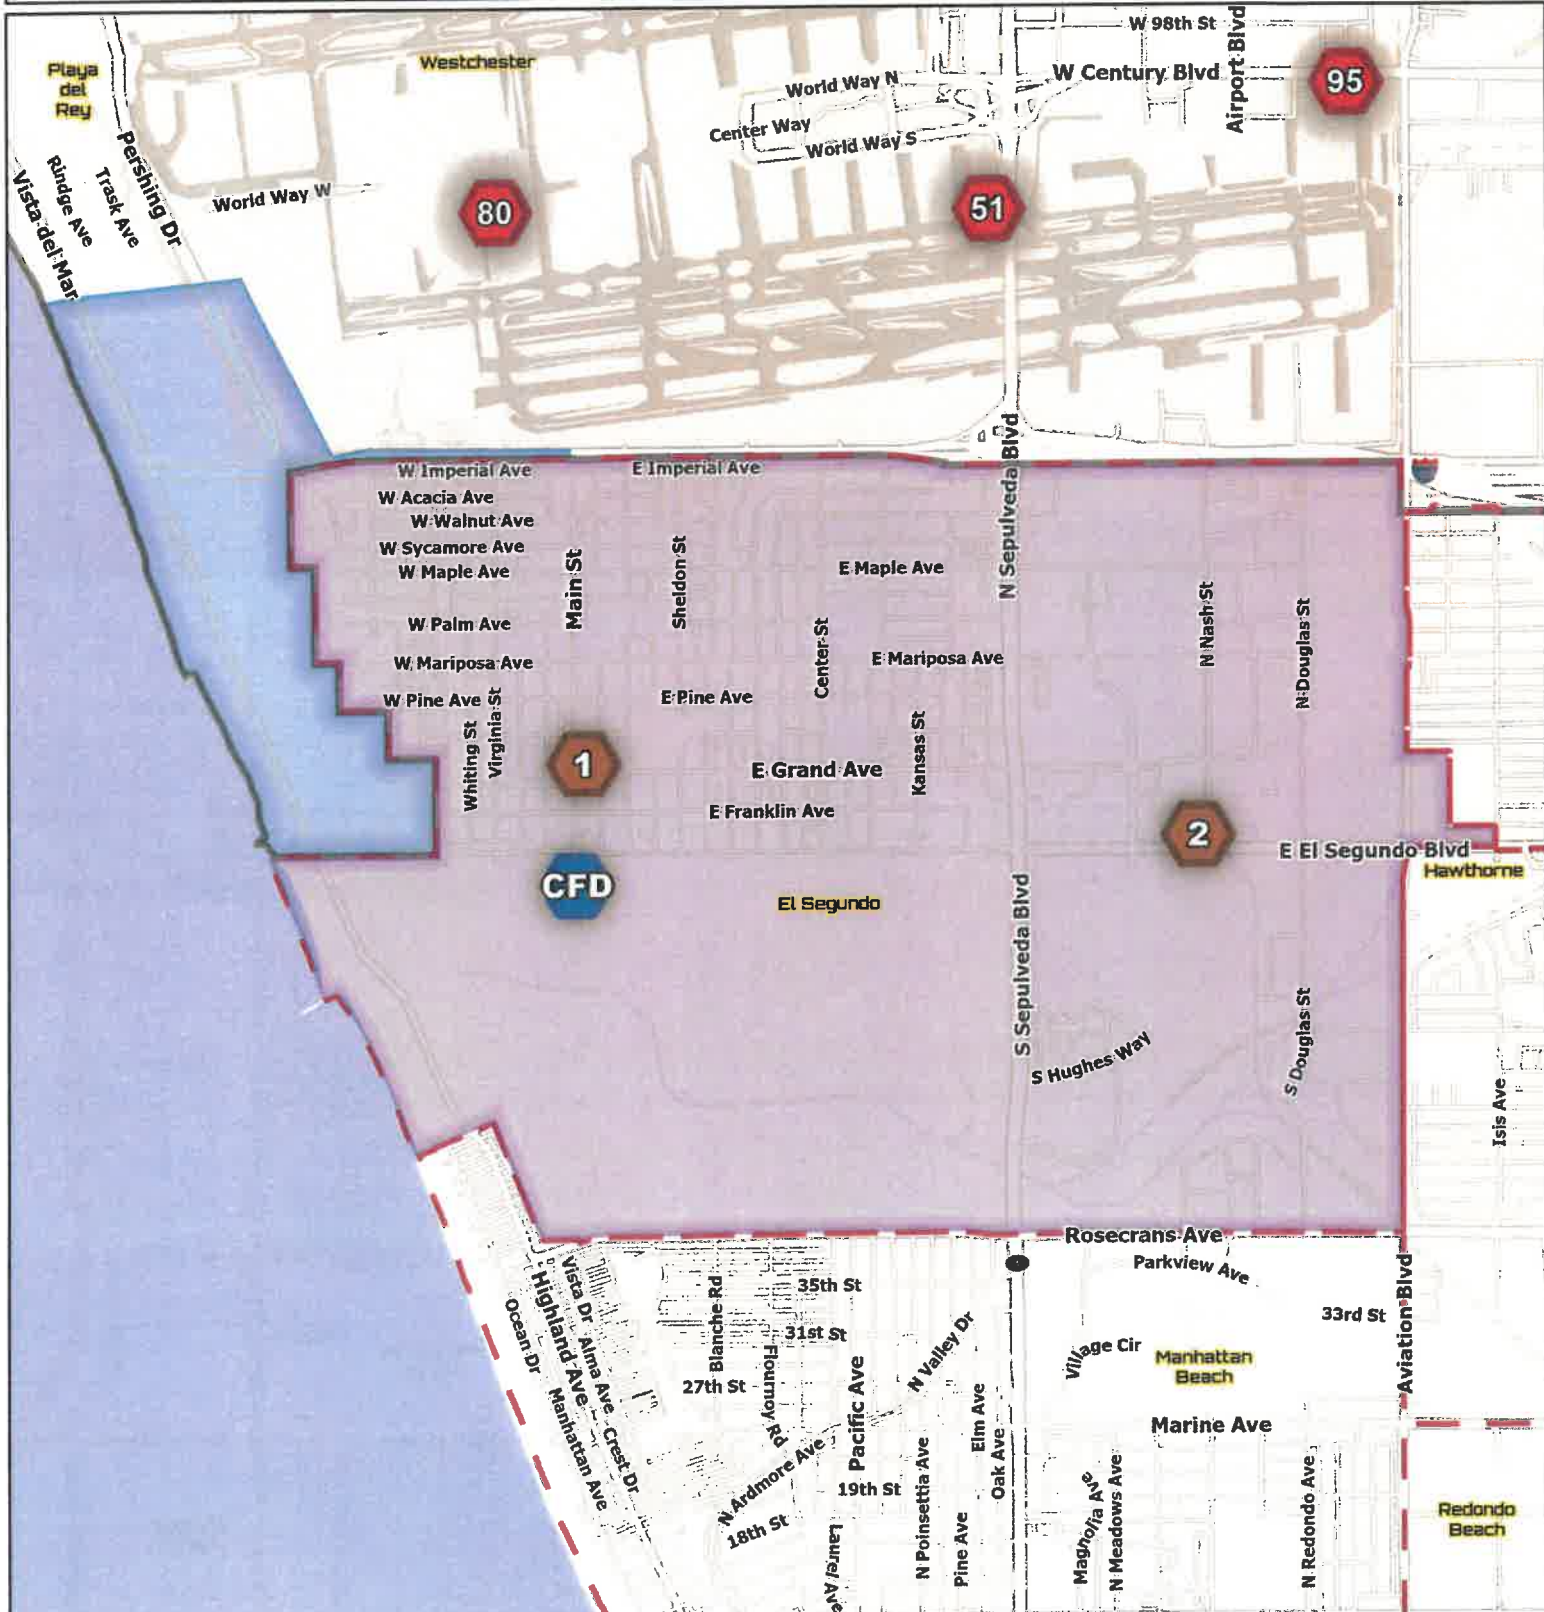 W 98th St
Airport Blvd
Playa
del
Rey
Westchester
World Way N
W Century Blvd
95
Center Way
World Way S
Pershing Dr
Trask Ave
Rindge Ave
Vista del Mar
World Way W
80
51
W Imperial Ave
E Imperial Ave
N Sepulveda Blvd
W Acacia Ave
W Walnut Ave
W Sycamore Ave
W Maple Ave
Main St
Sheldon St
E Maple Ave
N Nash St
N Douglas St
W Palm Ave
Center St
W Mariposa Ave
E Mariposa Ave
W Pine Ave
Virginia St
E Pine Ave
Whiting St
Kansas St
1
E Grand Ave
E Franklin Ave
2
E El Segundo Blvd
Hawthorne
CFD
El Segundo
S Sepulveda Blvd
S Hughes Way
S Douglas St
Isis Ave
Rosecrans Ave
Parkview Ave
Vista Dr
Highland Ave
Ocean Dr
Alma Ave
Manhattan Ave
Crest Dr
Blanche Rd
35th St
31st St
Flournoy Rd
27th St
Pacific Ave
N Valley Dr
33rd St
Village Cir
Manhattan
Beach
Aviation Blvd
Marine Ave
Elm Ave
Oak Ave
N Ardmore Ave
19th St
18th St
Laurel Ave
N Poinsettia Ave
Pine Ave
Magnolia Ave
N Meadows Ave
N Redondo Ave
Redondo
Beach